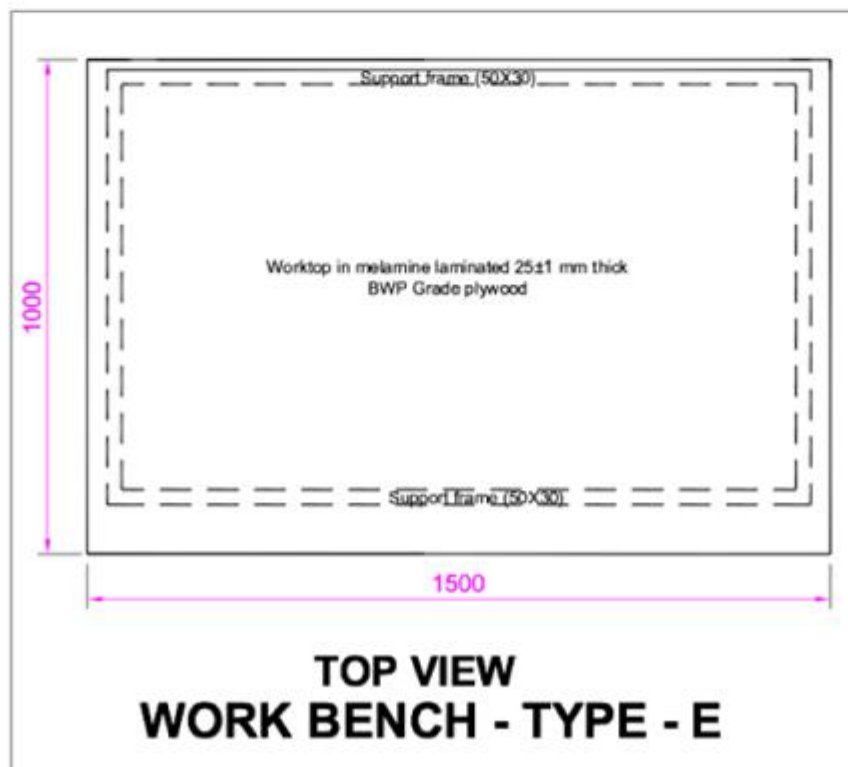 Support frame (50X30)
Worktop in melamine laminated 25±1 mm thick
BWP Grade plywood
1000
Support frame (50X30)
1500
TOP VIEW
WORK BENCH - TYPE - E